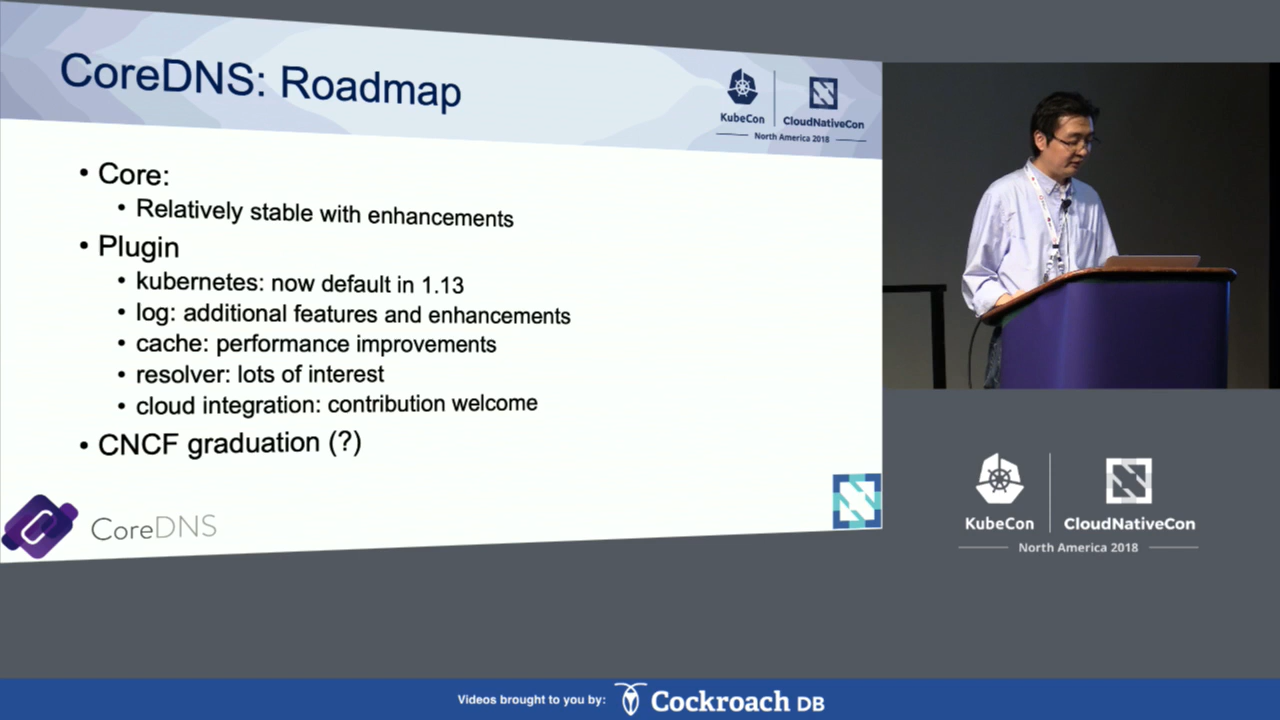 CoreDNS: Roadmap
KubeCon
CloudNativeCon
North America 2018
• Core:
• Relatively stable with enhancements
• Plugin
• kubernetes: now default in 1.13
• log: additional features and enhancements
• cache: performance improvements
• resolver: lots of interest
• cloud integration: contribution welcome
• CNCF graduation (?)
CoreDNS
KubeCon
CloudNativeCon
North America 2018
Videos brought to you by: Cockroach DB